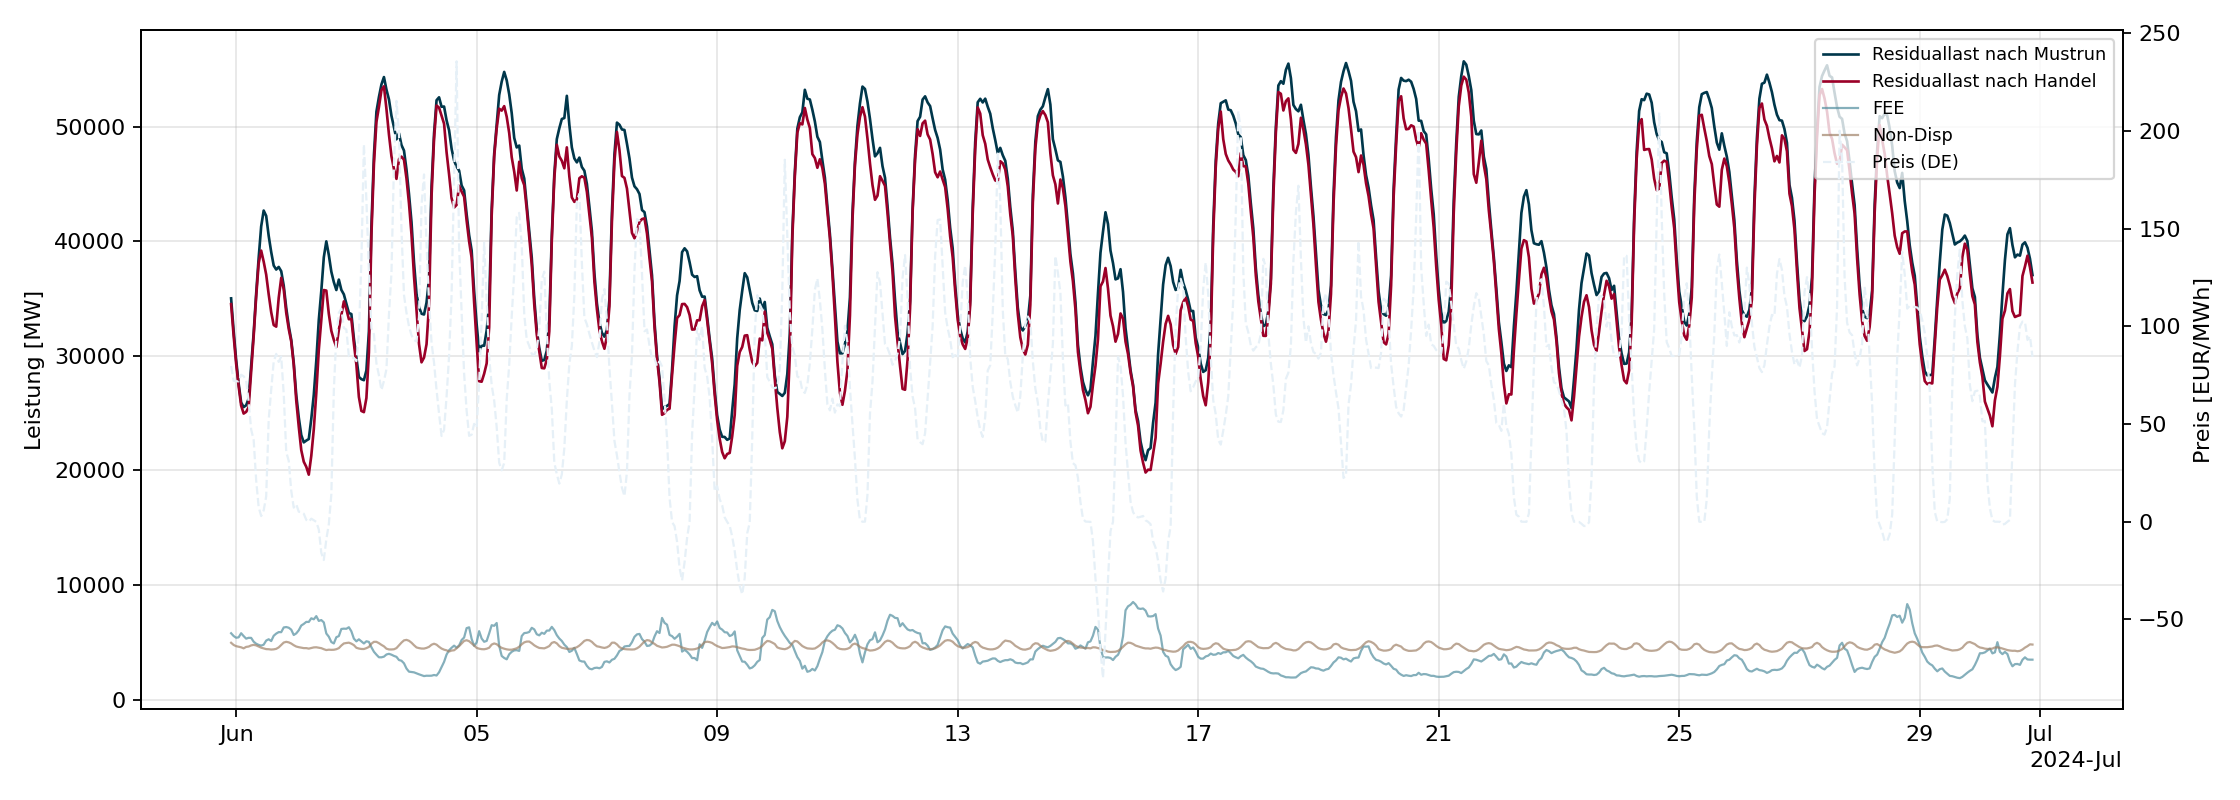 Leistung [MW]
50000
40000
30000
20000
10000
0
Residuallast nach Mustrun
Residuallast nach Handel
FEE
Non-Disp
Preis (DE)
250
200
150
100
50
0
−50
Preis [EUR/MWh]
Jun 05 09 13 17 21 25 29 Jul
2024-Jul